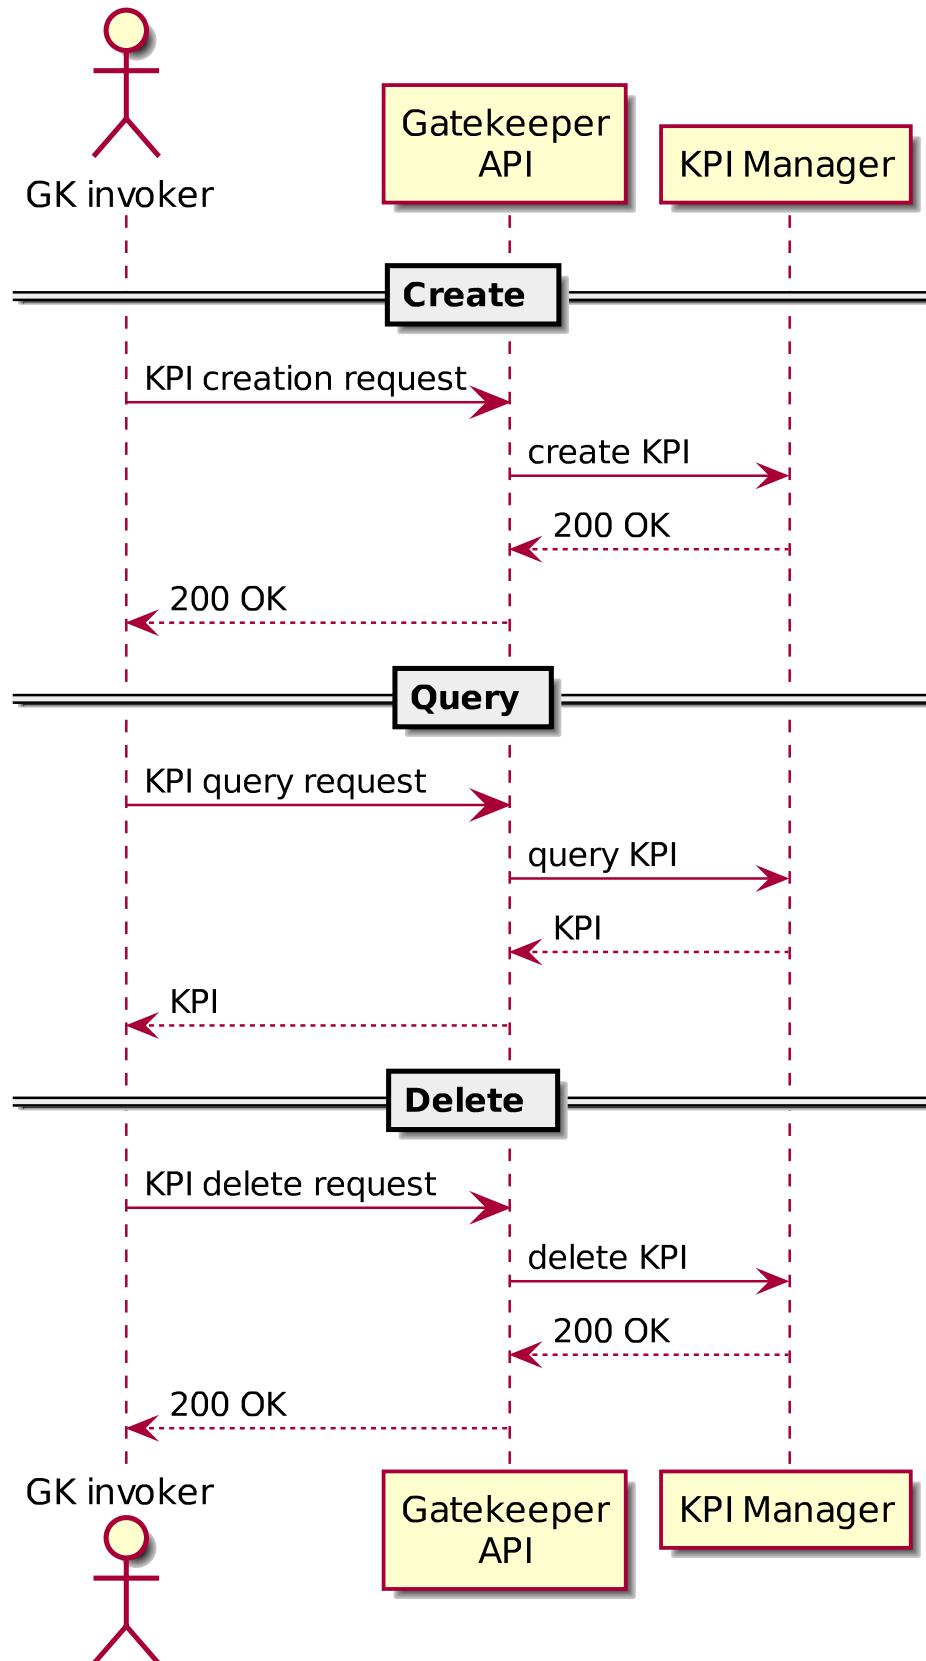 GK invoker
Gatekeeper
API
KPI Manager
Create
KPI creation request
create KPI
200 OK
200 OK
Query
KPI query request
query KPI
KPI
KPI
Delete
KPI delete request
delete KPI
200 OK
200 OK
GK invoker
Gatekeeper
API
KPI Manager